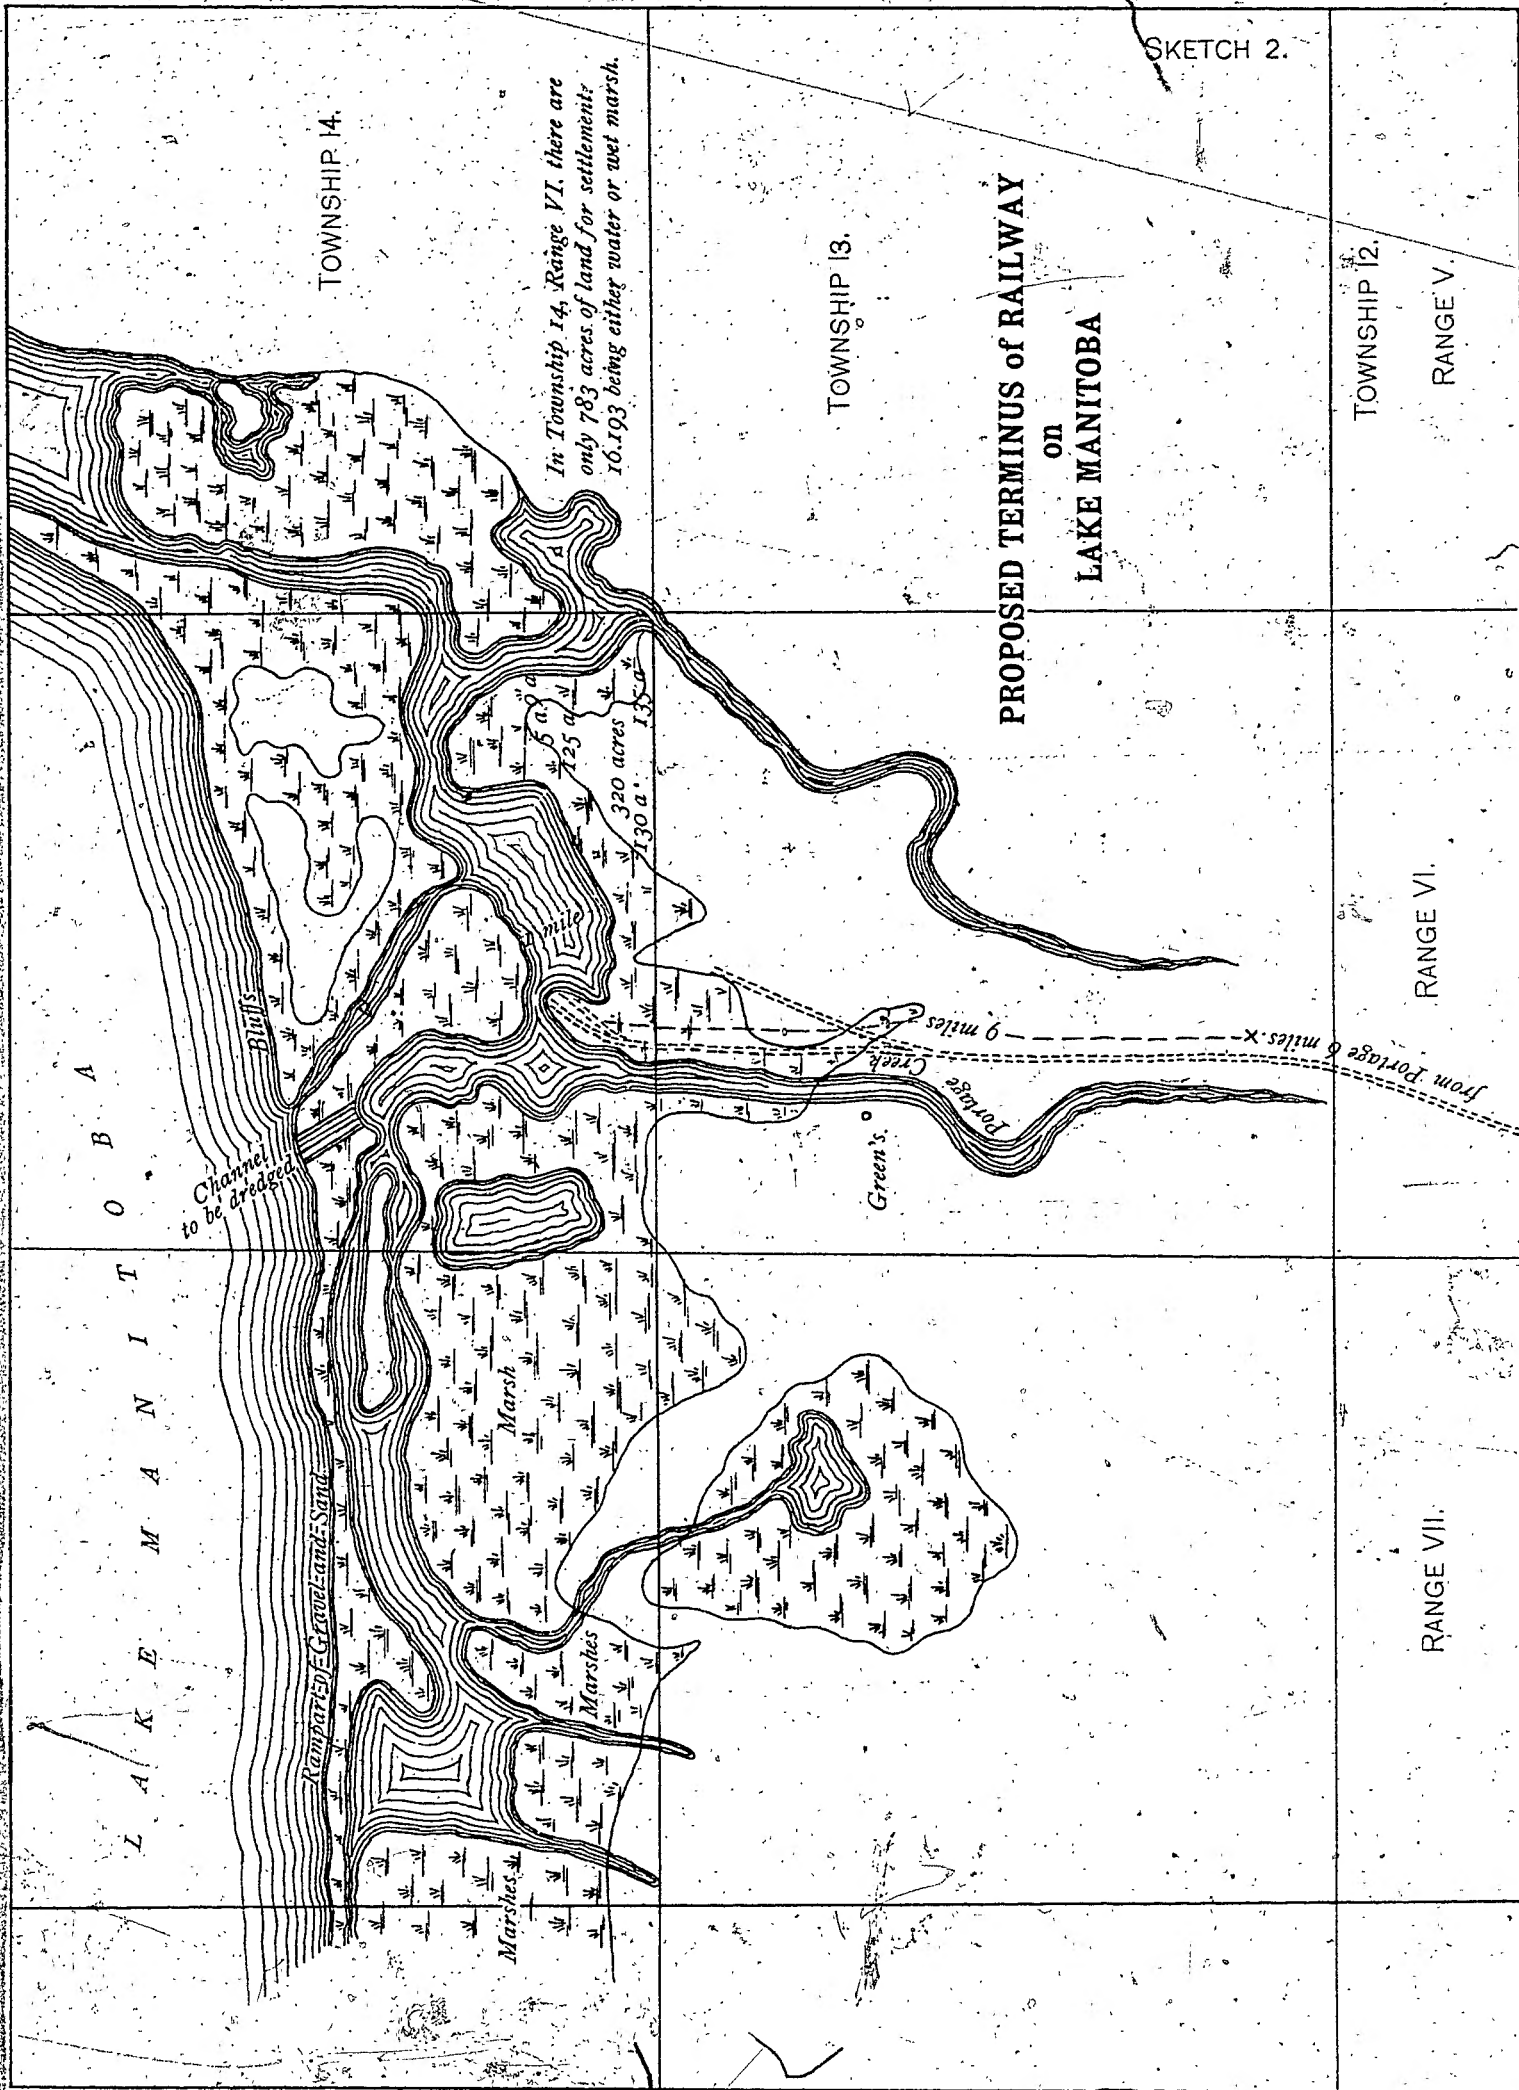 SKETCH 2.
TOWNSHIP 14.
In Township 14, Range VI. there are
only 783 acres of land for settlement:
16.193 being either water or wet marsh.
TOWNSHIP 13.
PROPOSED TERMINUS of RAILWAY
on
LAKE MANITOBA
TOWNSHIP 12.
RANGE V.
RANGE VI.
RANGE VII.
LAKE MANITOBA
Bluffs
Channel
to be dredged
Rampart of Gravel and Sand
1 mile
125 a
320 acres
130 a
135 a
9 miles
6 miles
from Portage
Portage
Creek
Green's.
Marsh
Marshes
Marshes